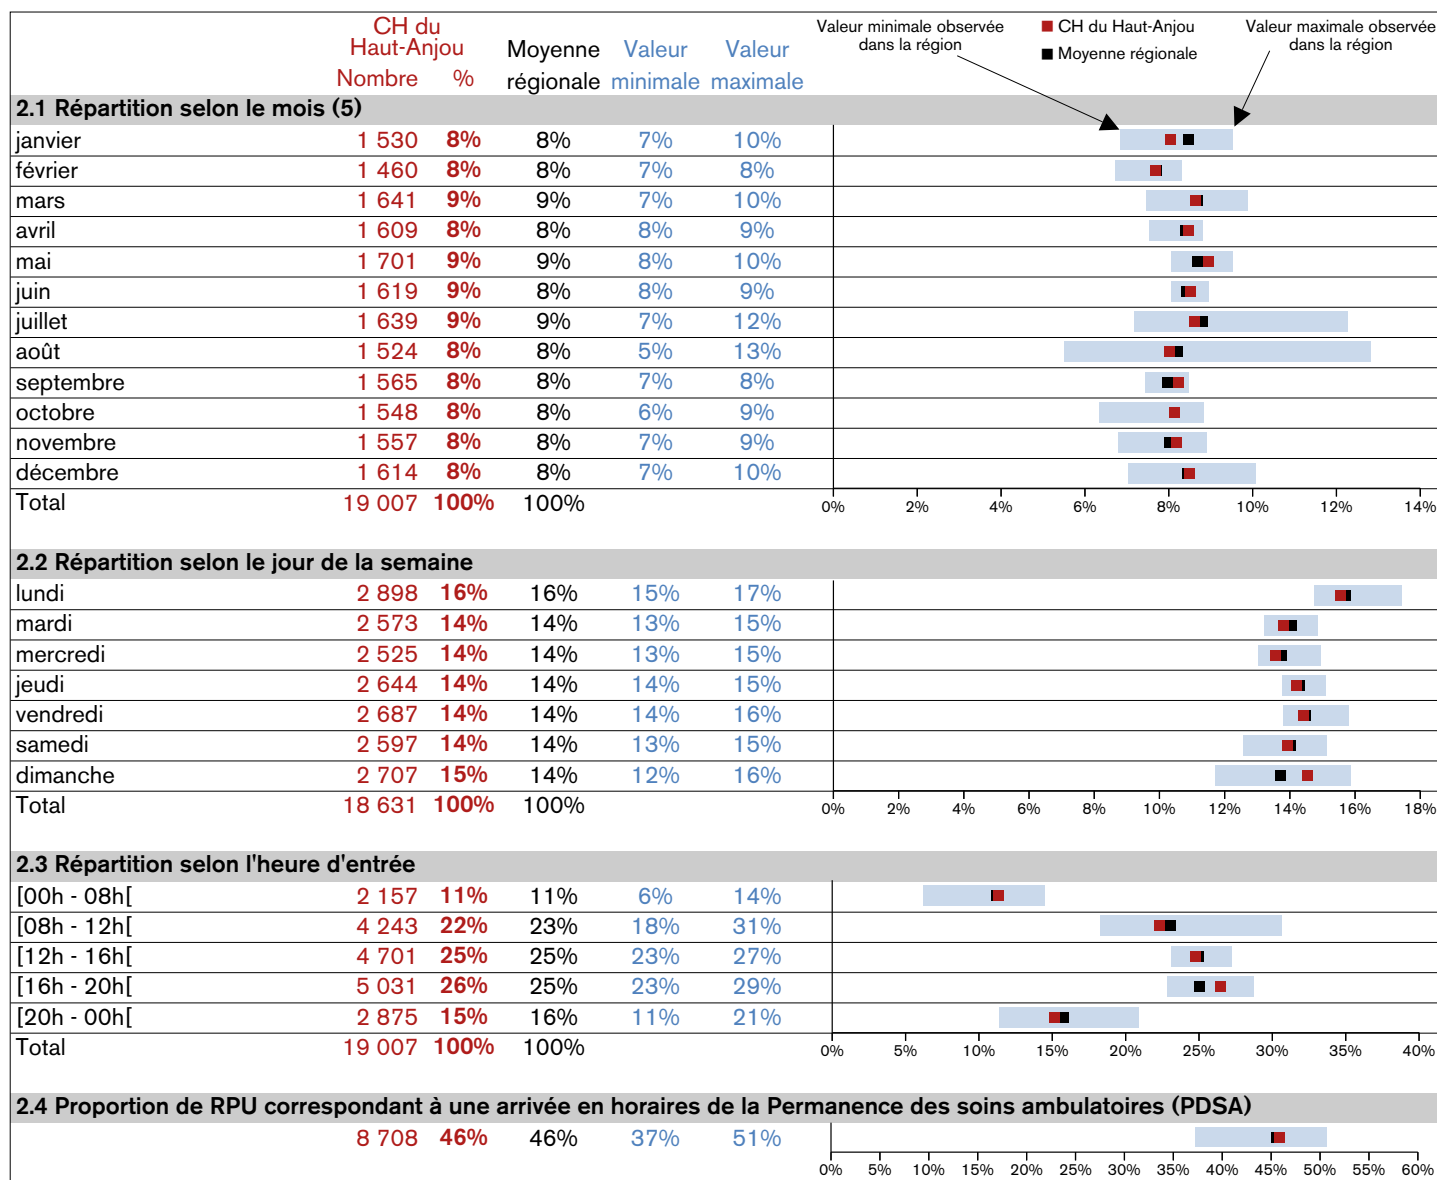 CH du Haut-Anjou Moyenne Valeur Valeur
Nombre % régionale minimale maximale
Valeur minimale observée dans la région
CH du Haut-Anjou
Moyenne régionale
Valeur maximale observée dans la région
2.1 Répartition selon le mois (5)
janvier 1 530 8% 8% 7% 10%
février 1 460 8% 8% 7% 8%
mars 1 641 9% 9% 7% 10%
avril 1 609 8% 8% 8% 9%
mai 1 701 9% 9% 8% 10%
juin 1 619 9% 8% 8% 9%
juillet 1 639 9% 9% 7% 12%
août 1 524 8% 8% 5% 13%
septembre 1 565 8% 8% 7% 8%
octobre 1 548 8% 8% 6% 9%
novembre 1 557 8% 8% 7% 9%
décembre 1 614 8% 8% 7% 10%
Total 19 007 100% 100%
0% 2% 4% 6% 8% 10% 12% 14%
2.2 Répartition selon le jour de la semaine
lundi 2 898 16% 16% 15% 17%
mardi 2 573 14% 14% 13% 15%
mercredi 2 525 14% 14% 13% 15%
jeudi 2 644 14% 14% 14% 15%
vendredi 2 687 14% 14% 14% 16%
samedi 2 597 14% 14% 13% 15%
dimanche 2 707 15% 14% 12% 16%
Total 18 631 100% 100%
0% 2% 4% 6% 8% 10% 12% 14% 16% 18%
2.3 Répartition selon l'heure d'entrée
[00h - 08h[ 2 157 11% 11% 6% 14%
[08h - 12h[ 4 243 22% 23% 18% 31%
[12h - 16h[ 4 701 25% 25% 23% 27%
[16h - 20h[ 5 031 26% 25% 23% 29%
[20h - 00h[ 2 875 15% 16% 11% 21%
Total 19 007 100% 100%
0% 5% 10% 15% 20% 25% 30% 35% 40%
2.4 Proportion de RPU correspondant à une arrivée en horaires de la Permanence des soins ambulatoires (PDSA)
8 708 46% 46% 37% 51%
0% 5% 10% 15% 20% 25% 30% 35% 40% 45% 50% 55% 60%